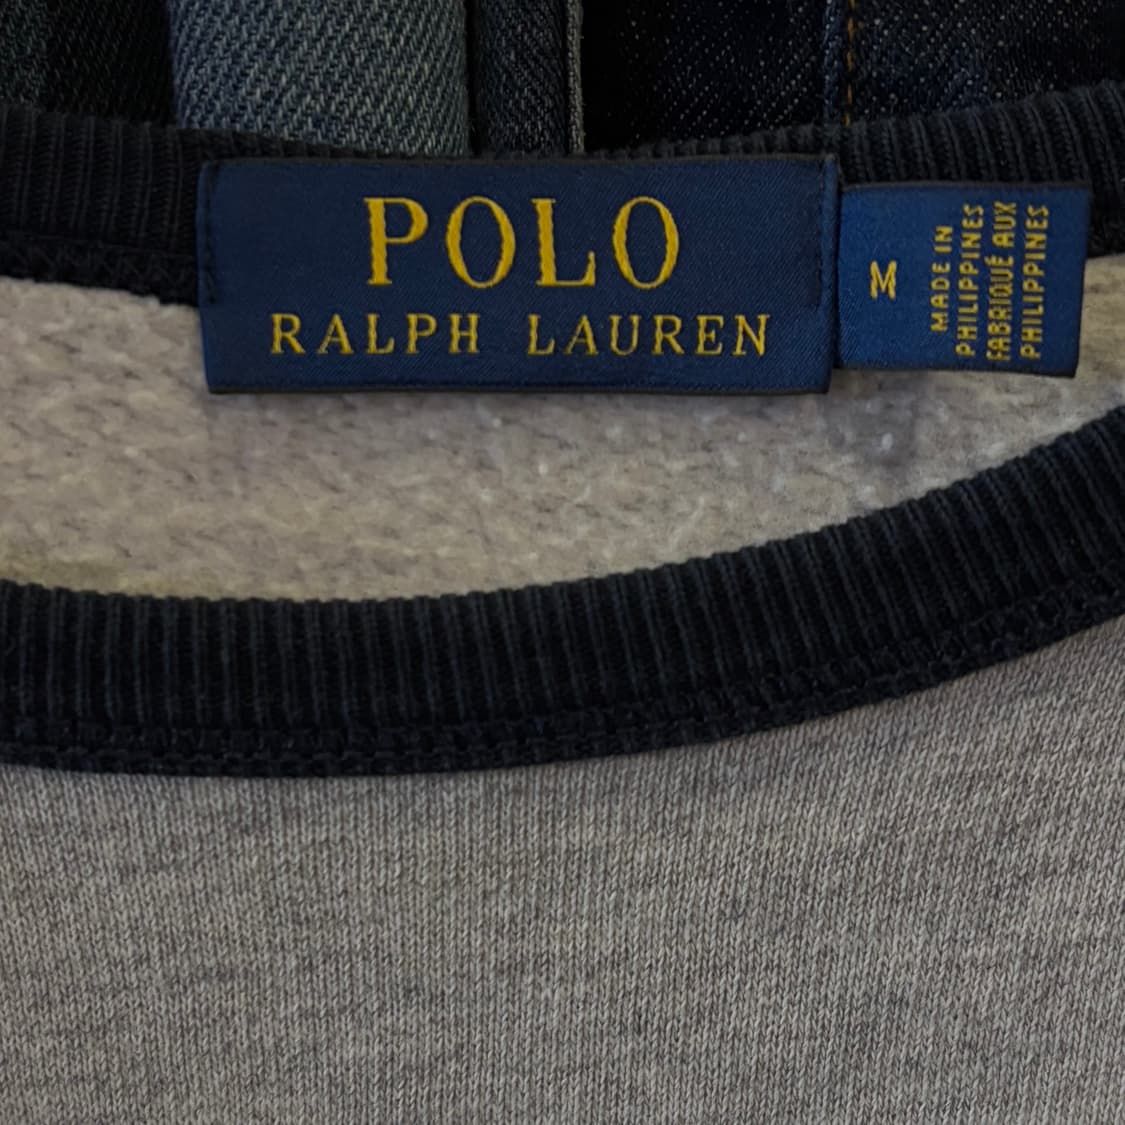 POLO
RALPH LAUREN
M
MADE IN
PHILIPPINES
FABRIQUÉ AUX
PHILIPPINES